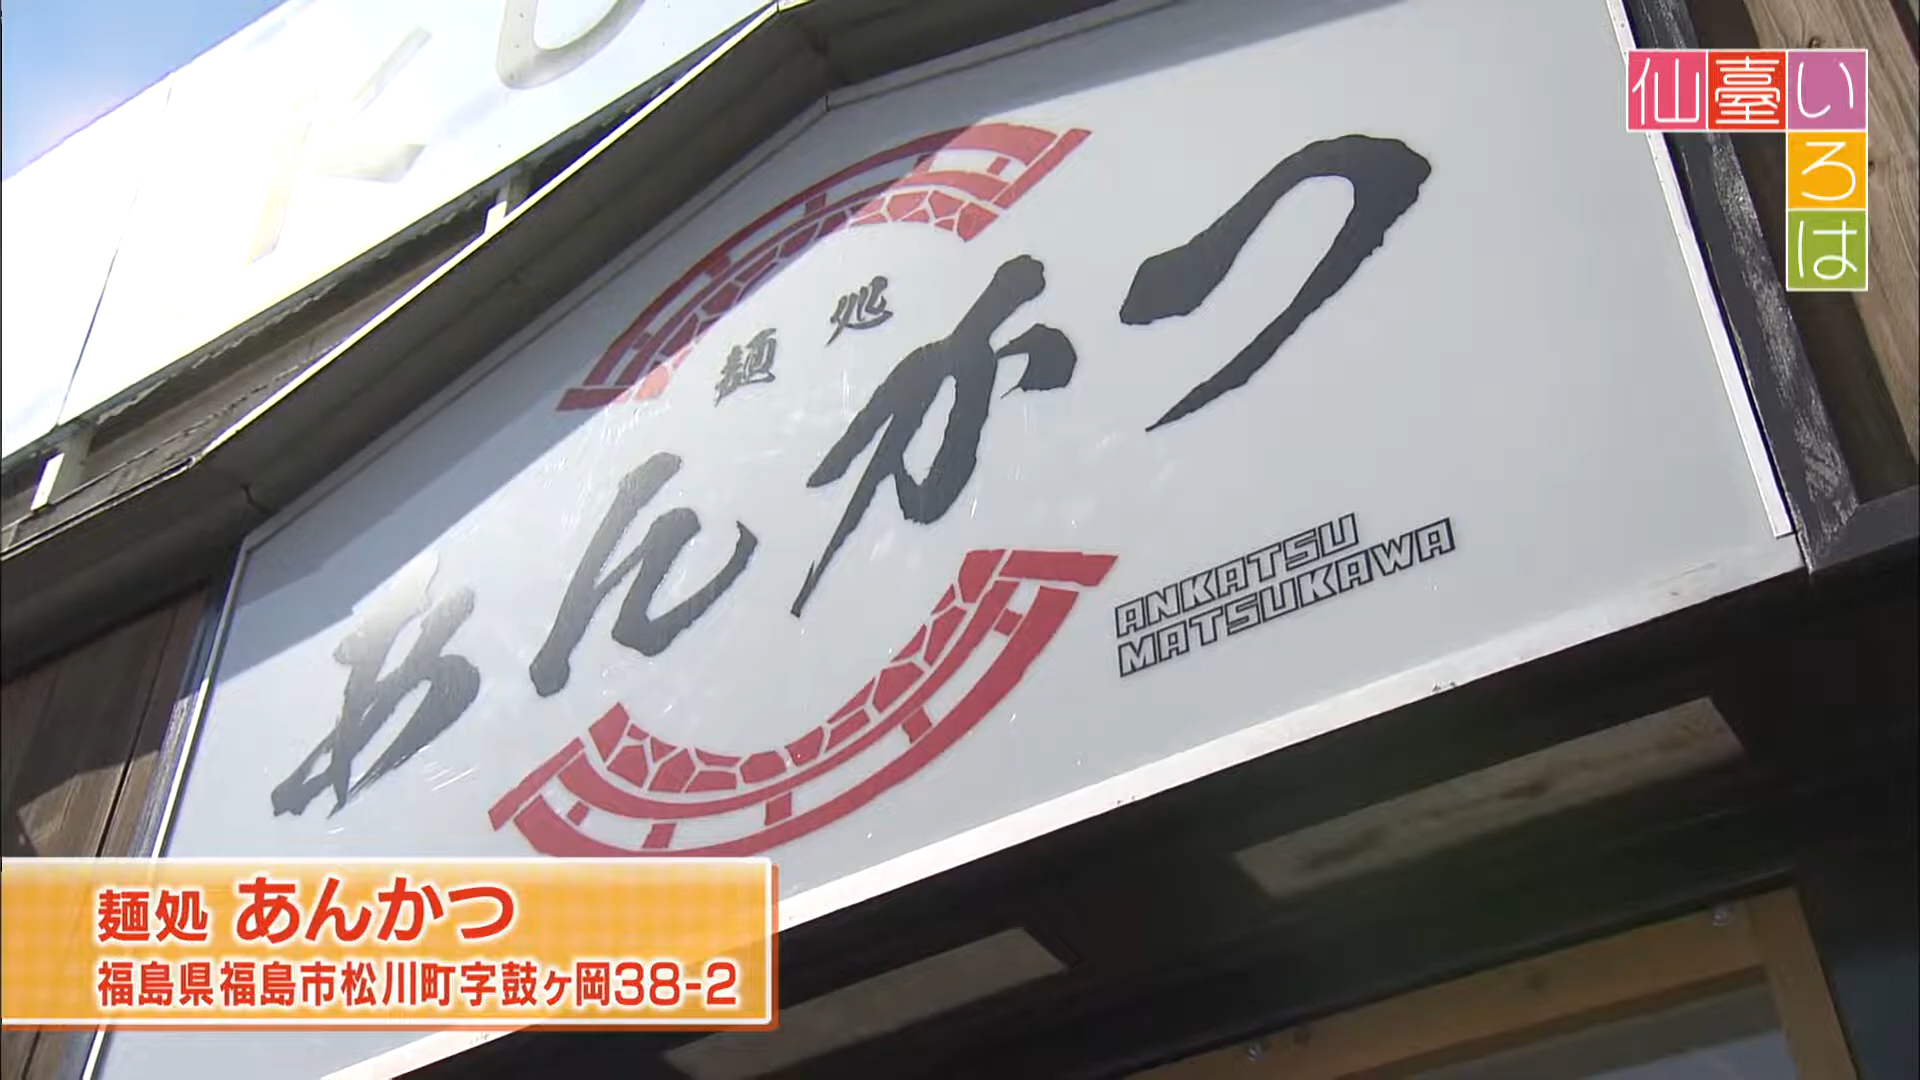 仙臺いろは
麺処
あんかつ
ANKATSU
MATSUKAWA
麺処 あんかつ
福島県福島市松川町字鼓ヶ岡38-2